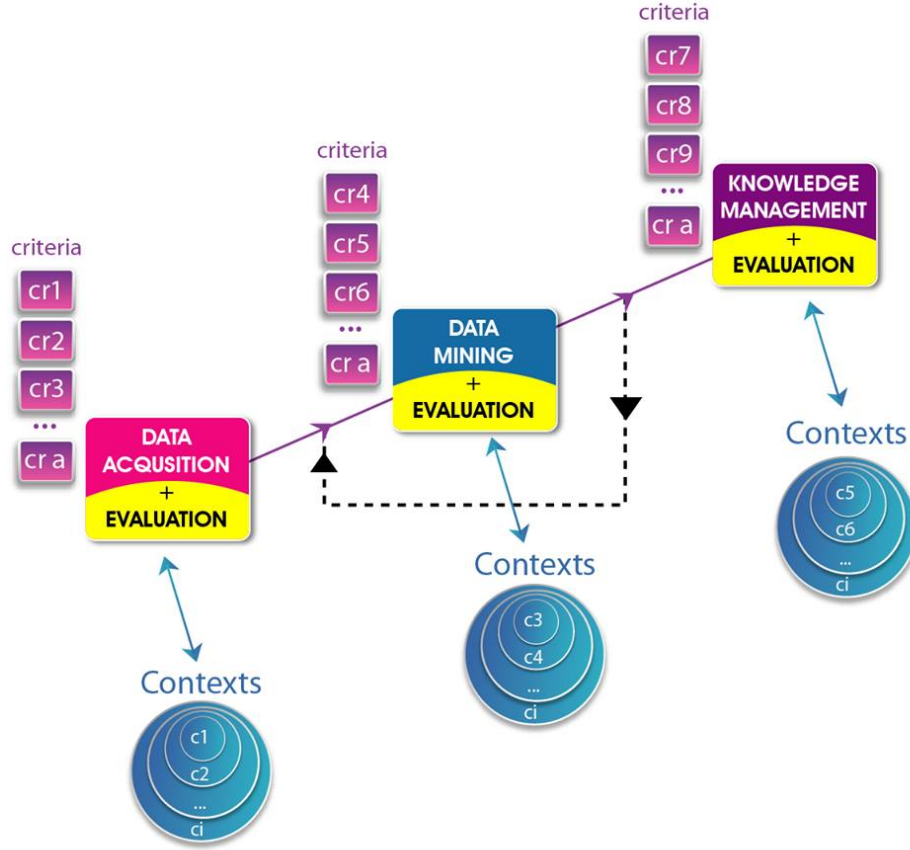 criteria
cr7
cr8
cr9
...
cr a
KNOWLEDGE
MANAGEMENT
+
EVALUATION
criteria
cr4
cr5
cr6
...
cr a
DATA
MINING
+
EVALUATION
criteria
cr1
cr2
cr3
...
cr a
DATA
ACQUSITION
+
EVALUATION
Contexts
c5
c6
...
ci
Contexts
c3
c4
...
ci
Contexts
c1
c2
...
ci